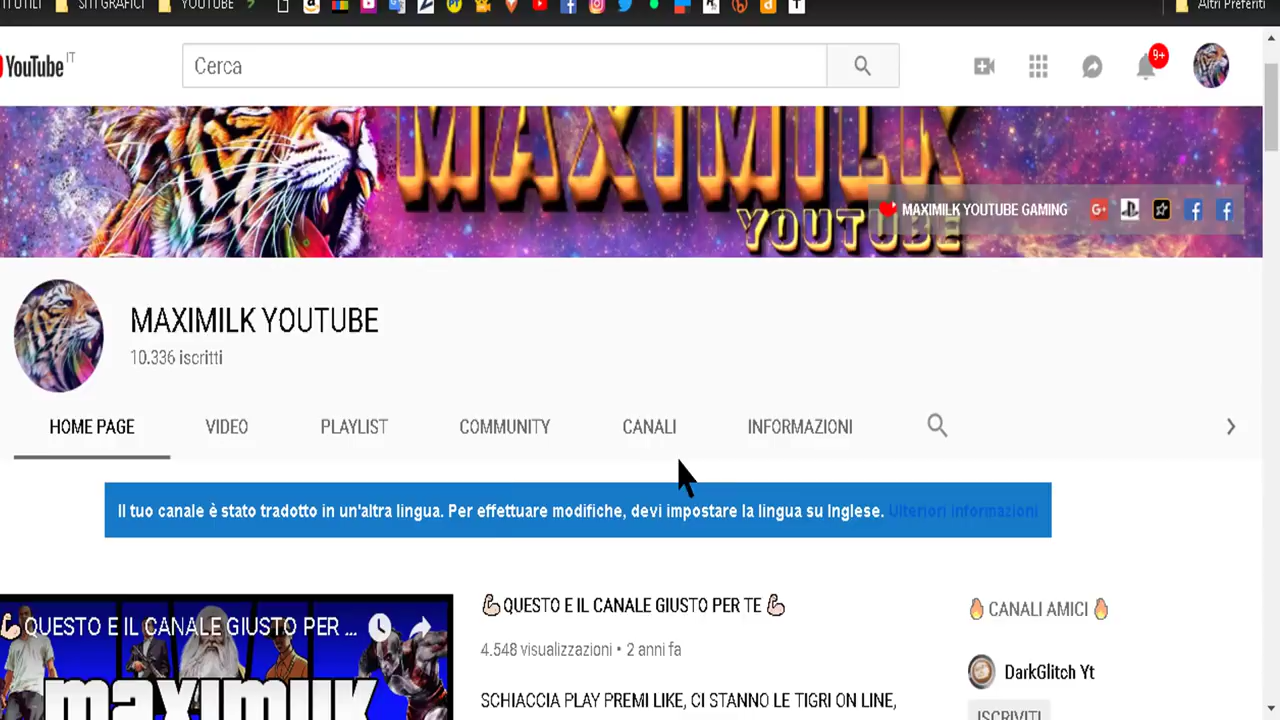 SITI GRAFICI YOUTUBE Altri Preferiti
YouTube IT
Cerca
9+
MAXIMILK
YOUTUBE
MAXIMILK YOUTUBE GAMING
MAXIMILK YOUTUBE
10.336 iscritti
HOME PAGE VIDEO PLAYLIST COMMUNITY CANALI INFORMAZIONI
Il tuo canale è stato tradotto in un'altra lingua. Per effettuare modifiche, devi impostare la lingua su Inglese. Ulteriori informazioni
💪QUESTO E IL CANALE GIUSTO PER ...
maximilk
💪QUESTO E IL CANALE GIUSTO PER TE 💪
4.548 visualizzazioni • 2 anni fa
SCHIACCIA PLAY PREMI LIKE, CI STANNO LE TIGRI ON LINE,
🔥 CANALI AMICI 🔥
DarkGlitch Yt
ISCRIVITI